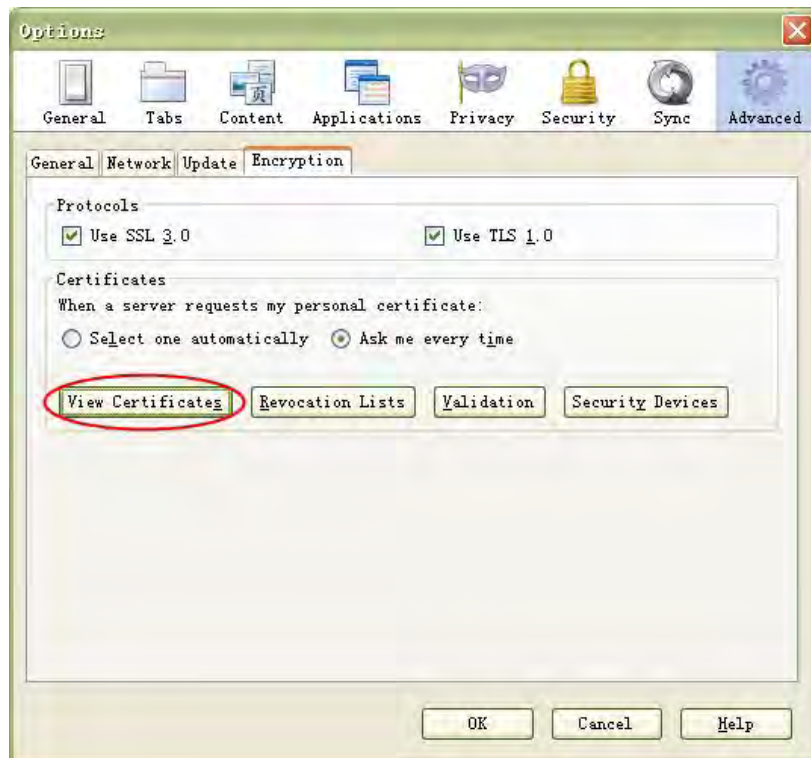 Options
页
General Tabs Content Applications Privacy Security Sync Advanced
General Network Update Encryption
Protocols
Use SSL 3.0 Use TLS 1.0
Certificates
When a server requests my personal certificate:
Select one automatically Ask me every time
View Certificates Revocation Lists Validation Security Devices
OK Cancel Help